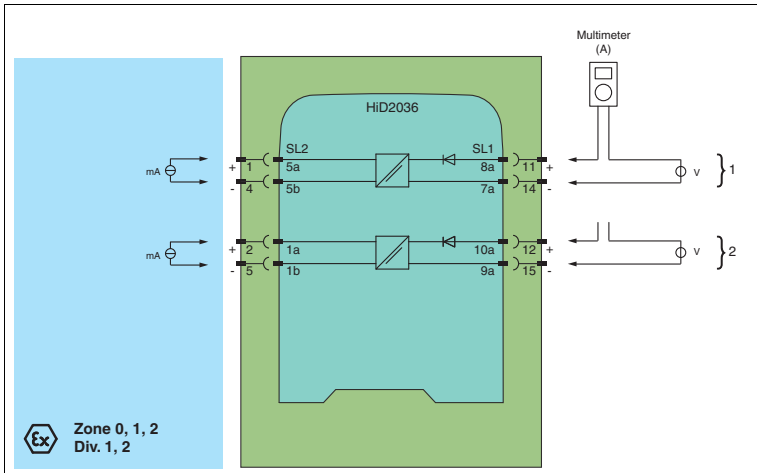 Multimeter
(A)
HiD2036
SL2 SL1
mA + 1 5a 8a 11 + V } 1
- 4 5b 7a 14 -
mA + 2 1a 10a 12 + V } 2
- 5 1b 9a 15 -
Ex Zone 0, 1, 2
Div. 1, 2